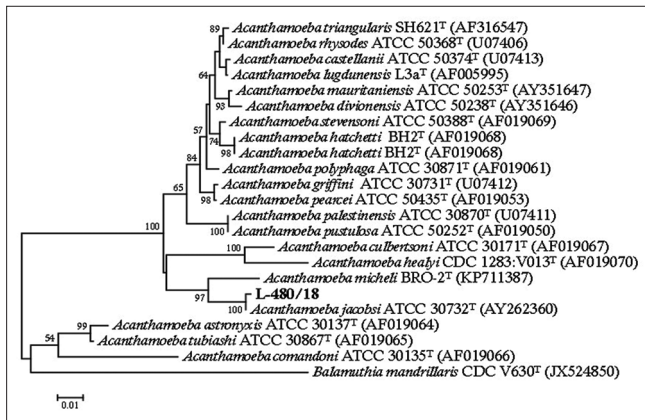 89 Acanthamoeba triangularis SH621ᵀ (AF316547)
Acanthamoeba rhysodes ATCC 50368ᵀ (U07406)
Acanthamoeba castellanii ATCC 50374ᵀ (U07413)
64 Acanthamoeba lugdunensis L3aᵀ (AF005995)
Acanthamoeba mauritaniensis ATCC 50253ᵀ (AY351647)
93 Acanthamoeba divionensis ATCC 50238ᵀ (AY351646)
Acanthamoeba stevensoni ATCC 50388ᵀ (AF019069)
57 74 Acanthamoeba hatchetti BH2ᵀ (AF019068)
98 Acanthamoeba hatchetti BH2ᵀ (AF019068)
84 Acanthamoeba polyphaga ATCC 30871ᵀ (AF019061)
65 Acanthamoeba griffini ATCC 30731ᵀ (U07412)
98 Acanthamoeba pearcei ATCC 50435ᵀ (AF019053)
Acanthamoeba palestinensis ATCC 30870ᵀ (U07411)
100 100 Acanthamoeba pustulosa ATCC 50252ᵀ (AF019050)
100 Acanthamoeba culbertsoni ATCC 30171ᵀ (AF019067)
Acanthamoeba healyi CDC 1283:V013ᵀ (AF019070)
Acanthamoeba micheli BRO-2ᵀ (KP711387)
97 L-480/18
100 Acanthamoeba jacobsi ATCC 30732ᵀ (AY262360)
99 Acanthamoeba astronyxis ATCC 30137ᵀ (AF019064)
54 Acanthamoeba tubiashi ATCC 30867ᵀ (AF019065)
Acanthamoeba comandoni ATCC 30135ᵀ (AF019066)
Balamuthia mandrillaris CDC V630ᵀ (JX524850)
0.01